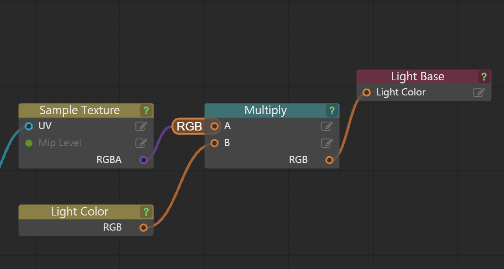 Light Base ?
Light Color
Sample Texture ?
Multiply ?
UV
RGB
A
Mip Level
B
RGBA
RGB
Light Color ?
RGB